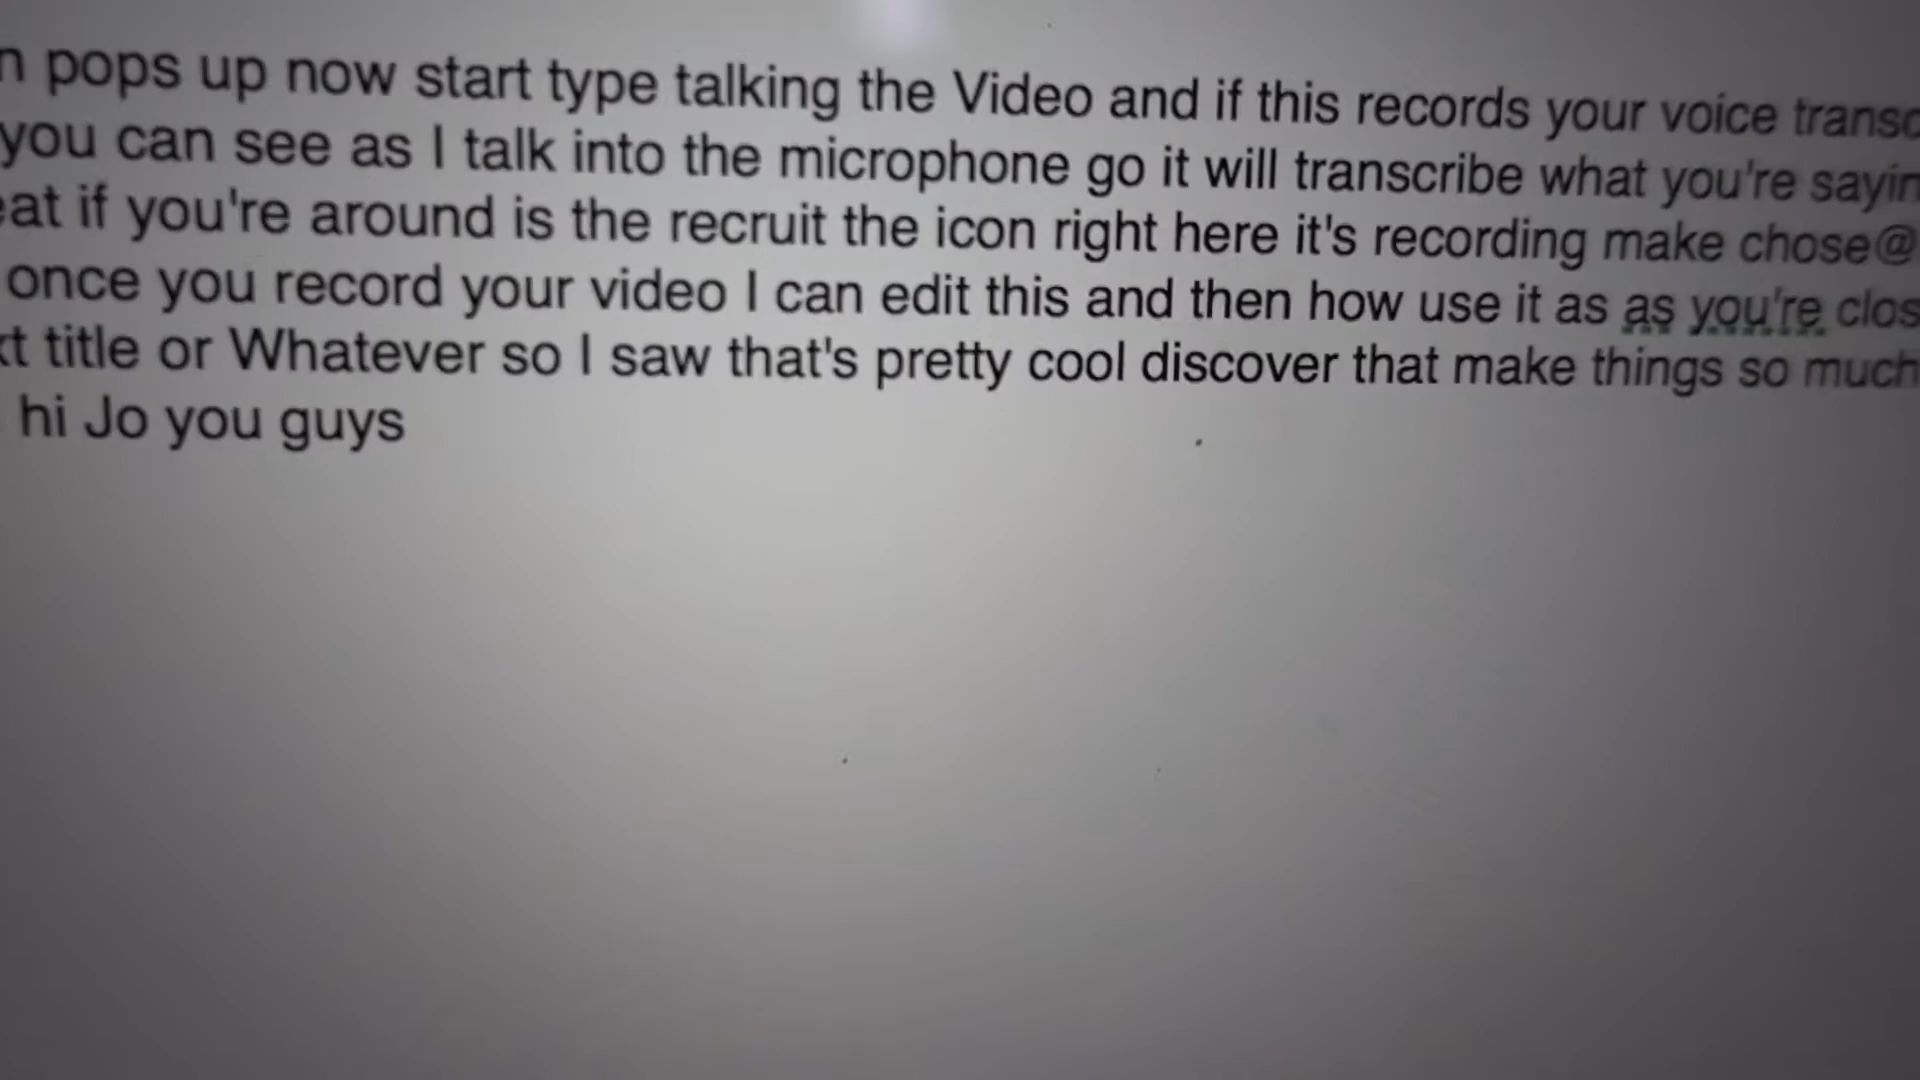 n pops up now start type talking the Video and if this records your voice transc
you can see as I talk into the microphone go it will transcribe what you're sayin
eat if you're around is the recruit the icon right here it's recording make chose@
once you record your video I can edit this and then how use it as as you're clos
xt title or Whatever so I saw that's pretty cool discover that make things so much
hi Jo you guys